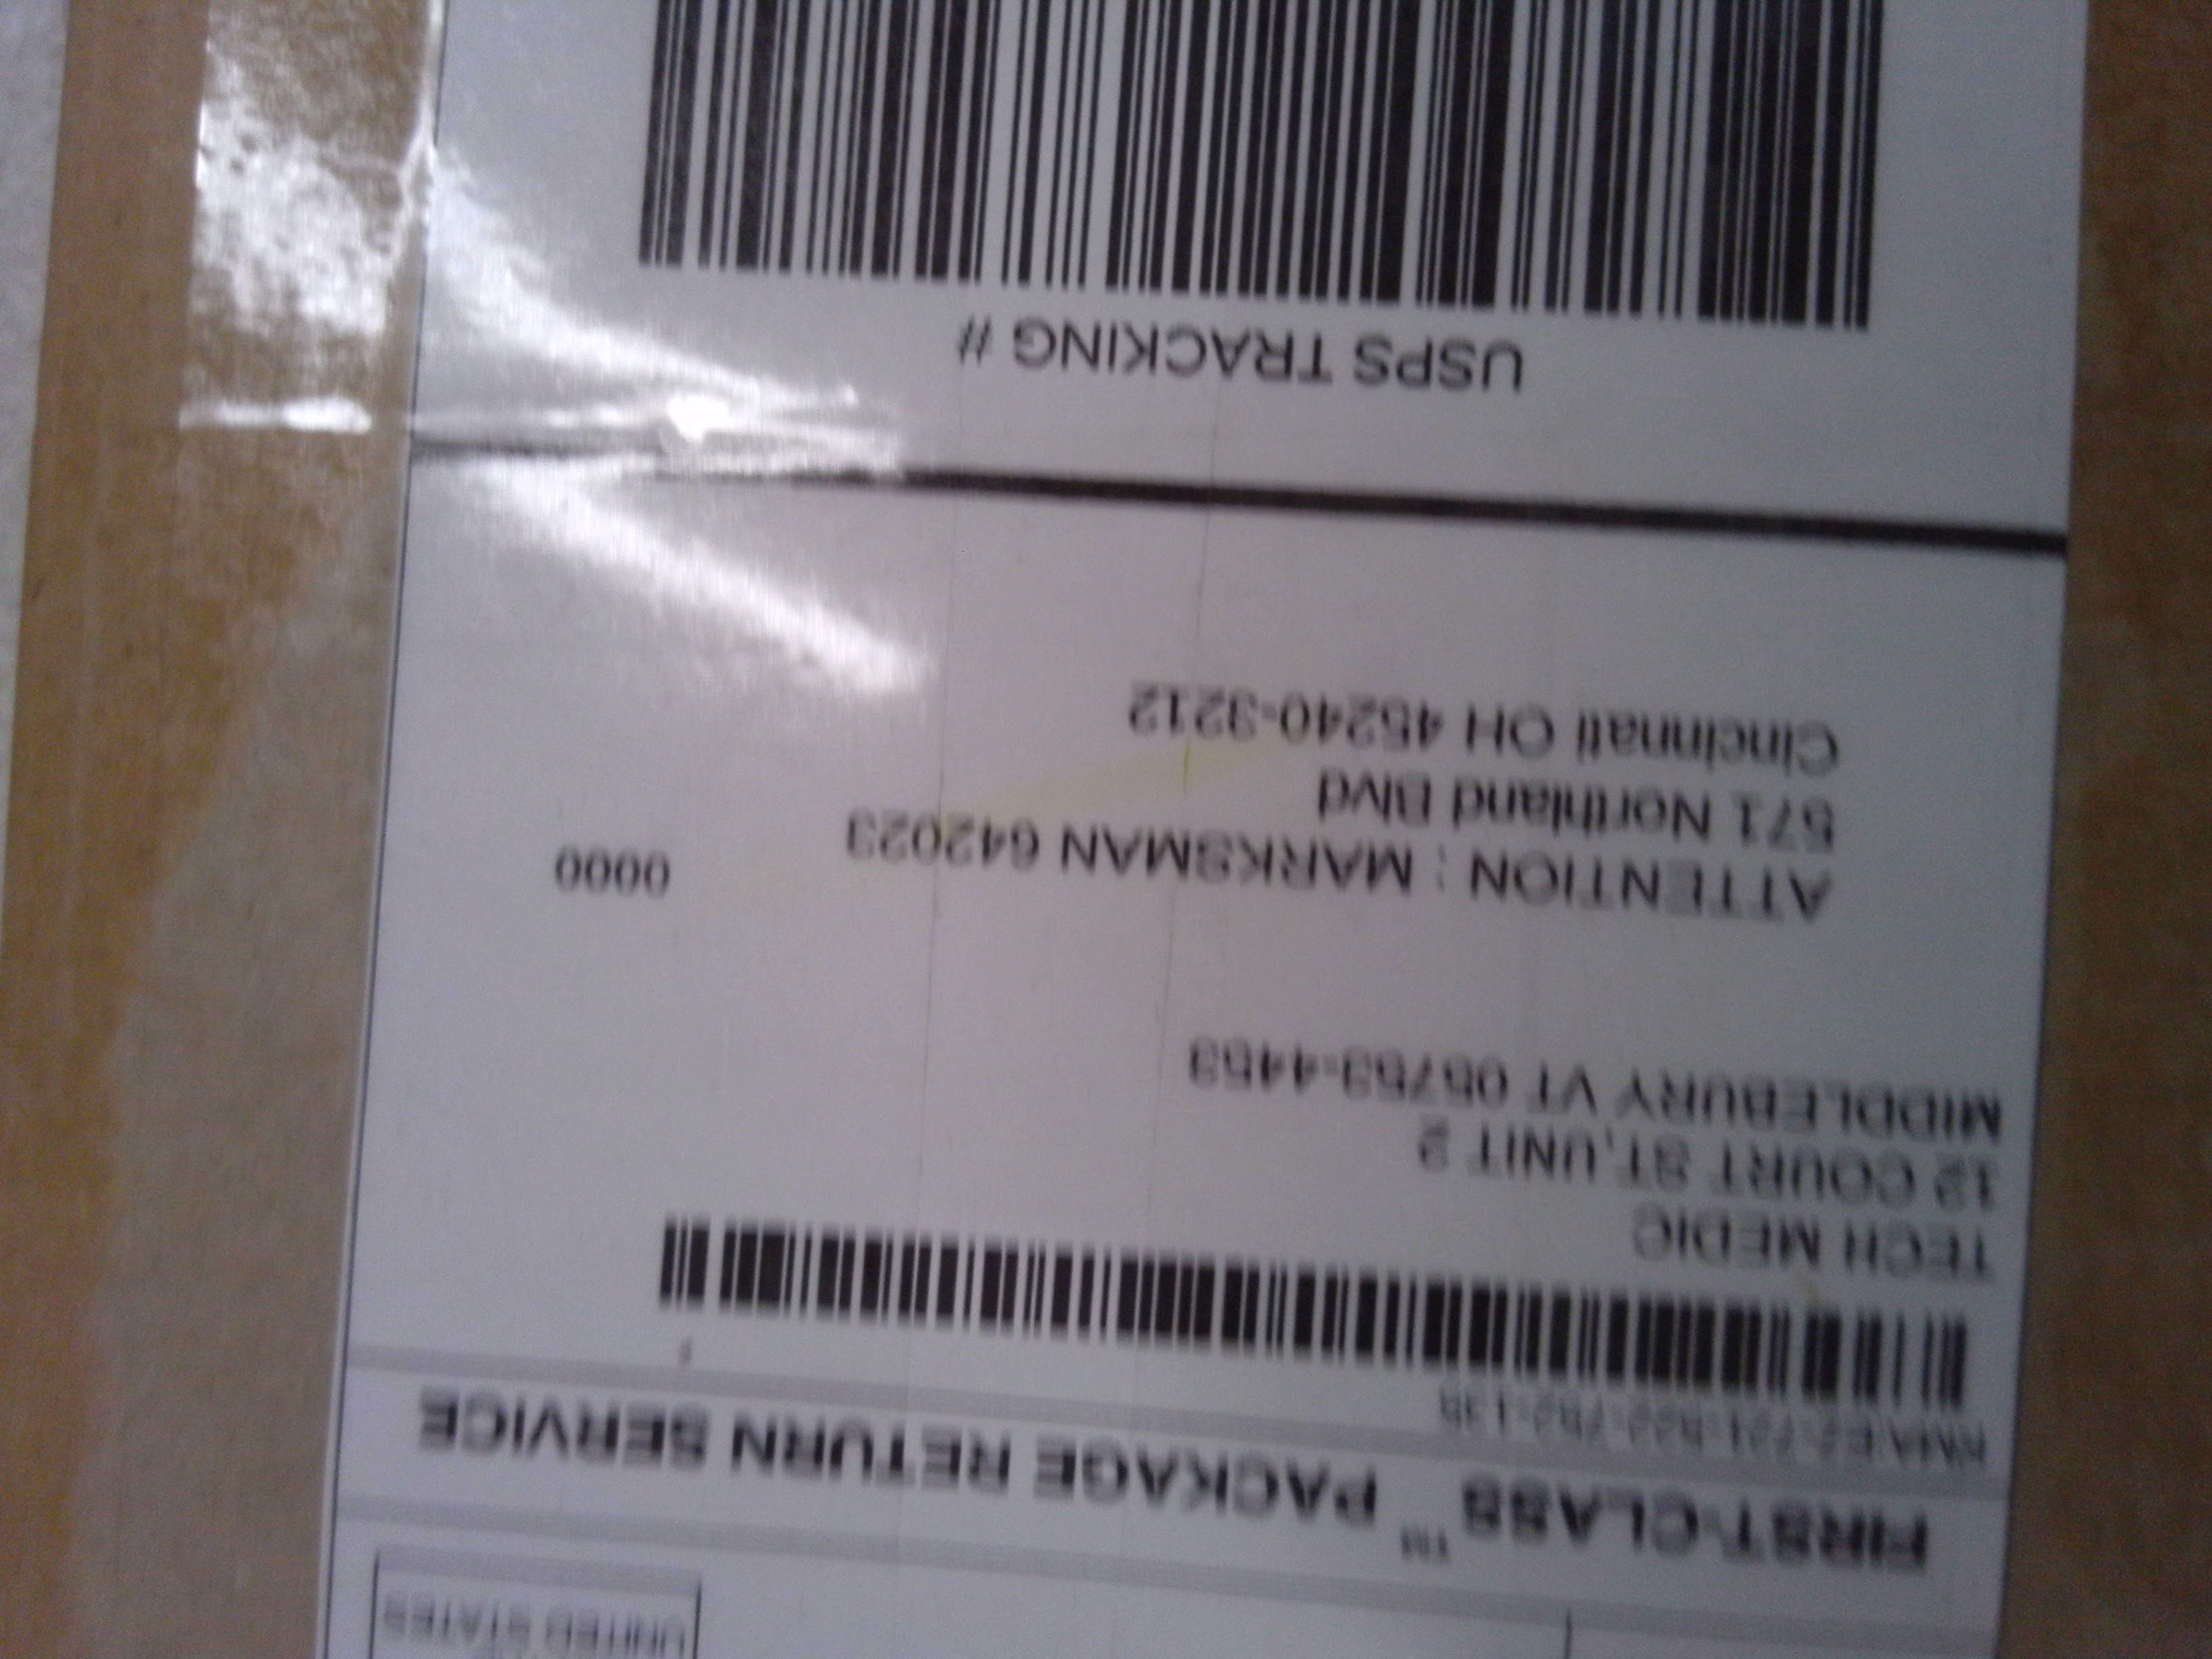 UNITED STATES
FIRST-CLASS™ PACKAGE RETURN SERVICE
1
TECH MEDIC
12 COURT ST,UNIT 2
MIDDLEBURY VT 05753-4453
0000
ATTENTION : MARKSMAN 642023
571 Northland Blvd
Cincinnati OH 45240-3212
USPS TRACKING #